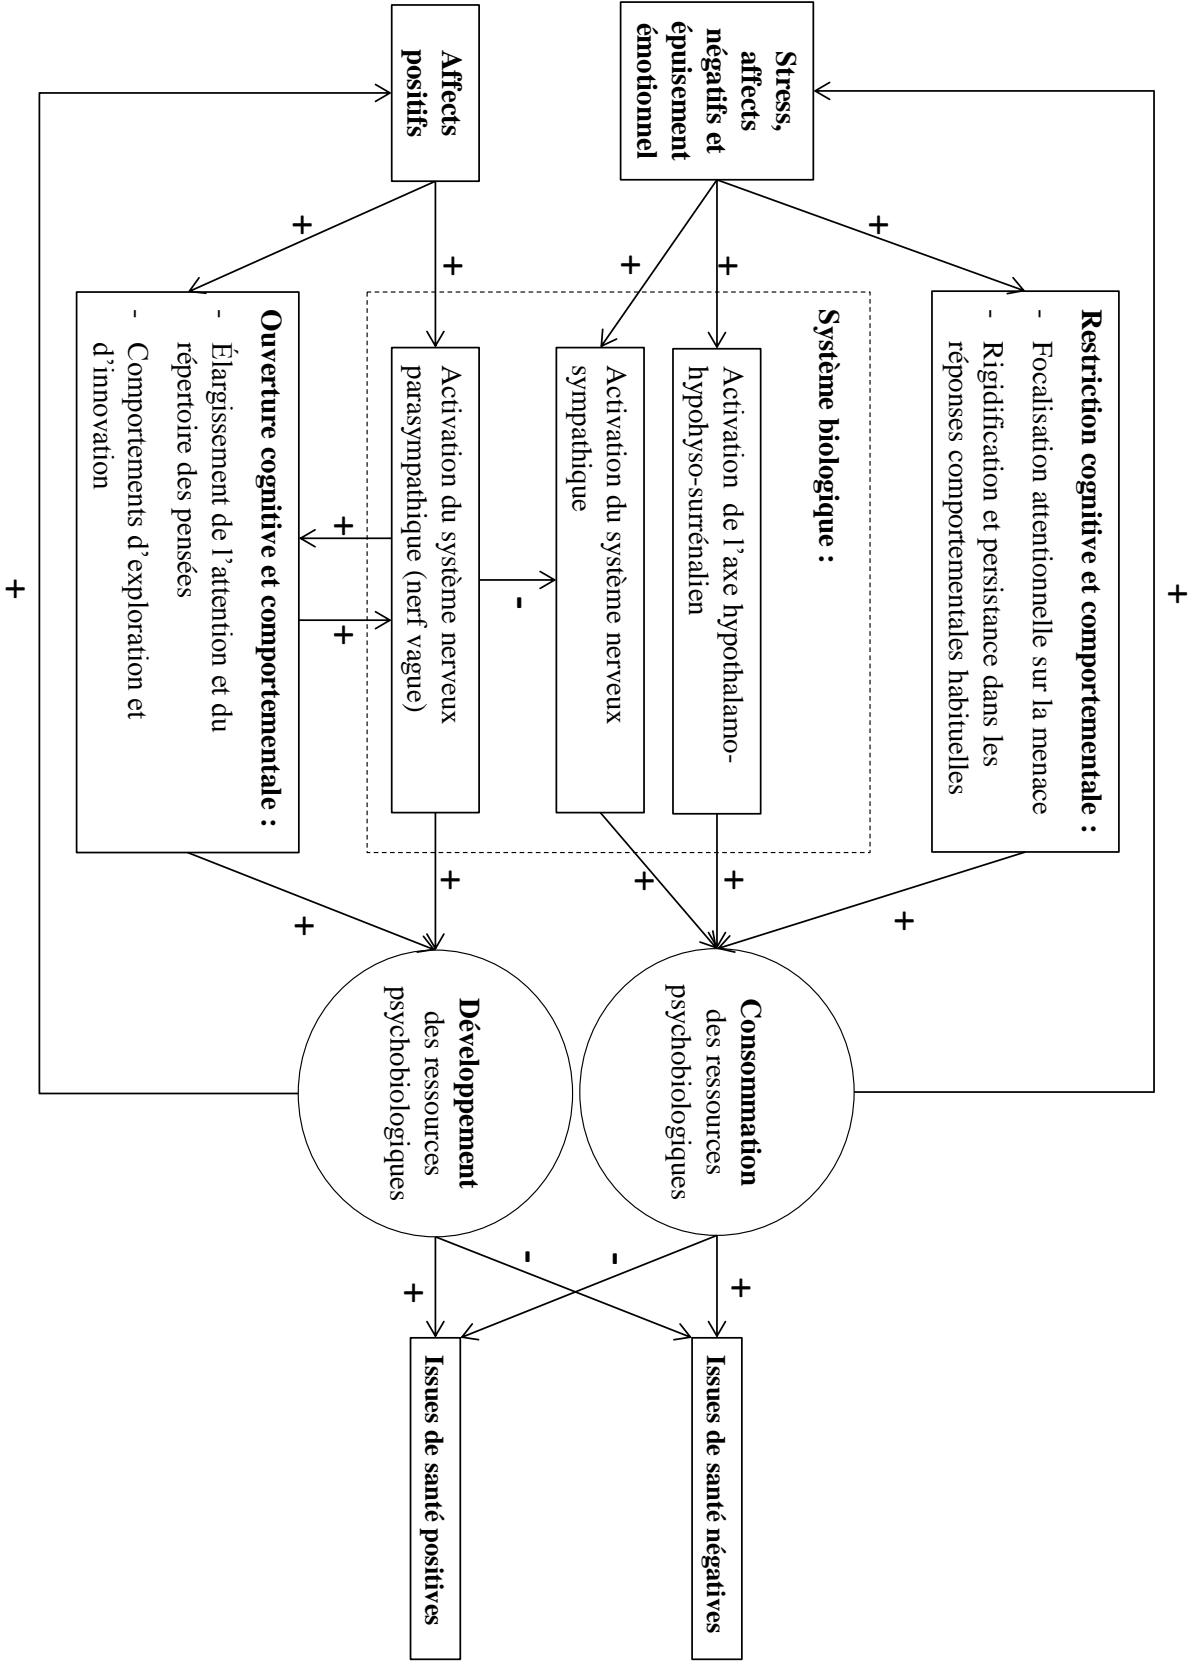 +
Restriction cognitive et comportementale :
- Focalisation attentionnelle sur la menace
- Rigidification et persistance dans les
réponses comportementales habituelles
+
+
Stress,
affects
négatifs et
épuisement
émotionnel
Système biologique :
+
Activation de l'axe hypothalamo-
hypohyso-surrénalien
+
Consommation
des ressources
psychobiologiques
+
Issues de santé négatives
+
Activation du système nerveux
sympathique
+
-
-
-
Affects
positifs
+
Activation du système nerveux
parasympathique (nerf vague)
+
Développement
des ressources
psychobiologiques
+
Issues de santé positives
+
+
+
+
Ouverture cognitive et comportementale :
- Élargissement de l'attention et du
répertoire des pensées
- Comportements d'exploration et
d'innovation
+